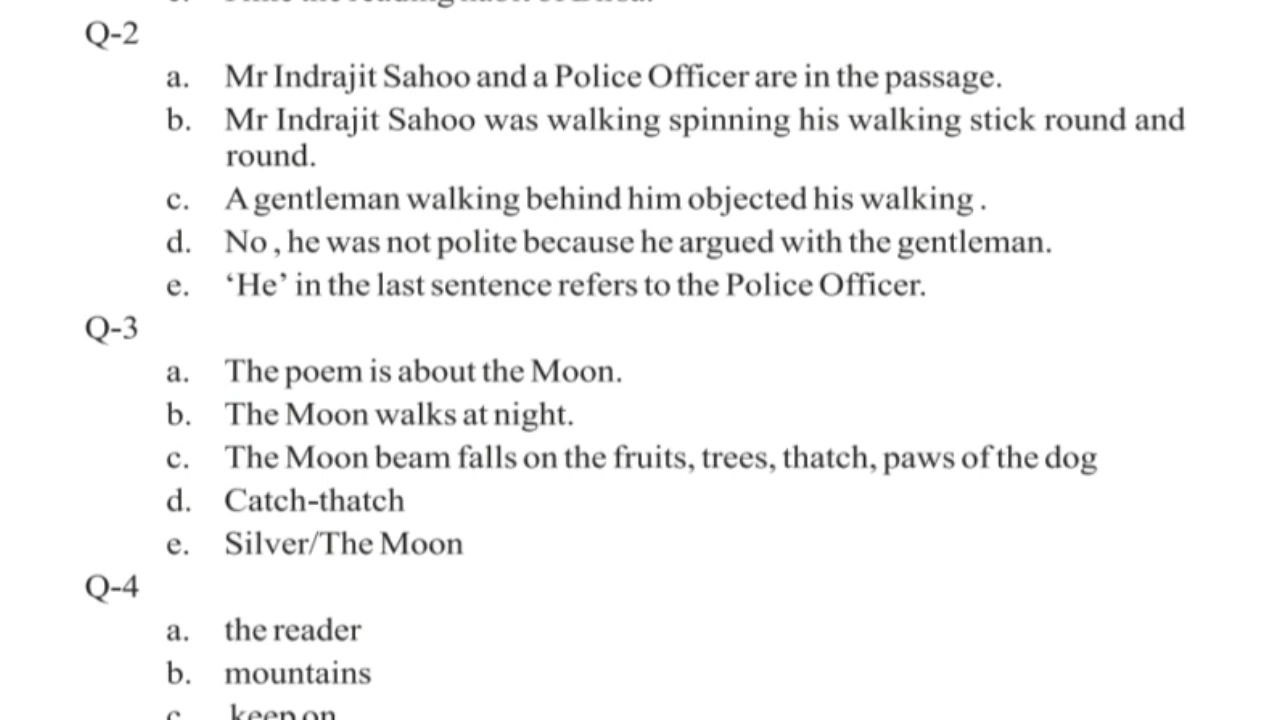 Q-2
a. Mr Indrajit Sahoo and a Police Officer are in the passage.
b. Mr Indrajit Sahoo was walking spinning his walking stick round and
round.
c. A gentleman walking behind him objected his walking .
d. No , he was not polite because he argued with the gentleman.
e. ‘He’ in the last sentence refers to the Police Officer.
Q-3
a. The poem is about the Moon.
b. The Moon walks at night.
c. The Moon beam falls on the fruits, trees, thatch, paws of the dog
d. Catch-thatch
e. Silver/The Moon
Q-4
a. the reader
b. mountains
c. keep on